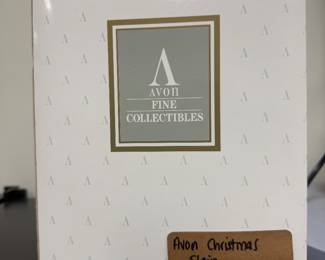 A
AVON
FINE
COLLECTIBLES
Avon Christmas